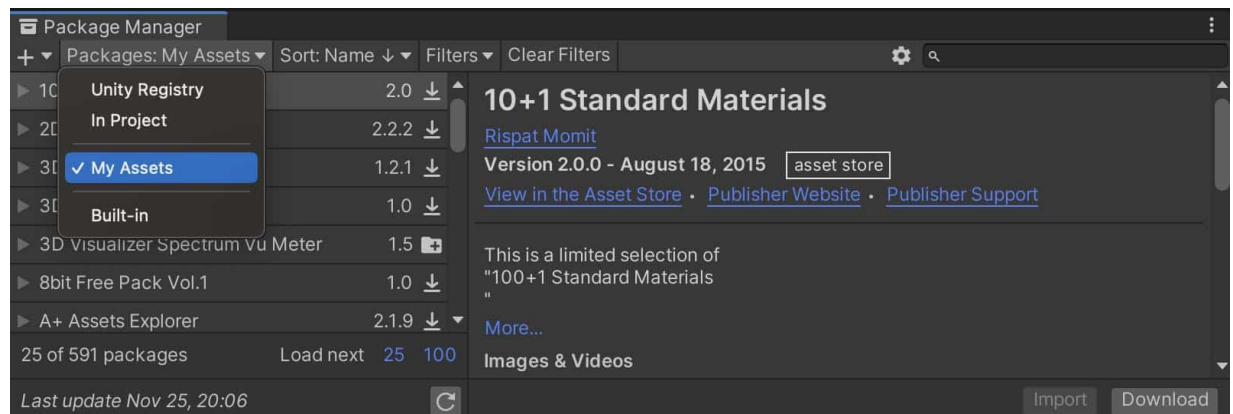 Package Manager
+ Packages: My Assets Sort: Name ↓ Filters Clear Filters
Unity Registry
In Project
✓ My Assets
Built-in
10 2.0
2D 2.2.2
3D 1.2.1
3D 1.0
3D Visualizer Spectrum Vu Meter 1.5
8bit Free Pack Vol.1 1.0
A+ Assets Explorer 2.1.9
25 of 591 packages Load next 25 100
Last update Nov 25, 20:06
10+1 Standard Materials
Rispat Momit
Version 2.0.0 - August 18, 2015 asset store
View in the Asset Store • Publisher Website • Publisher Support
This is a limited selection of
"100+1 Standard Materials
"
More...
Images & Videos
Import Download